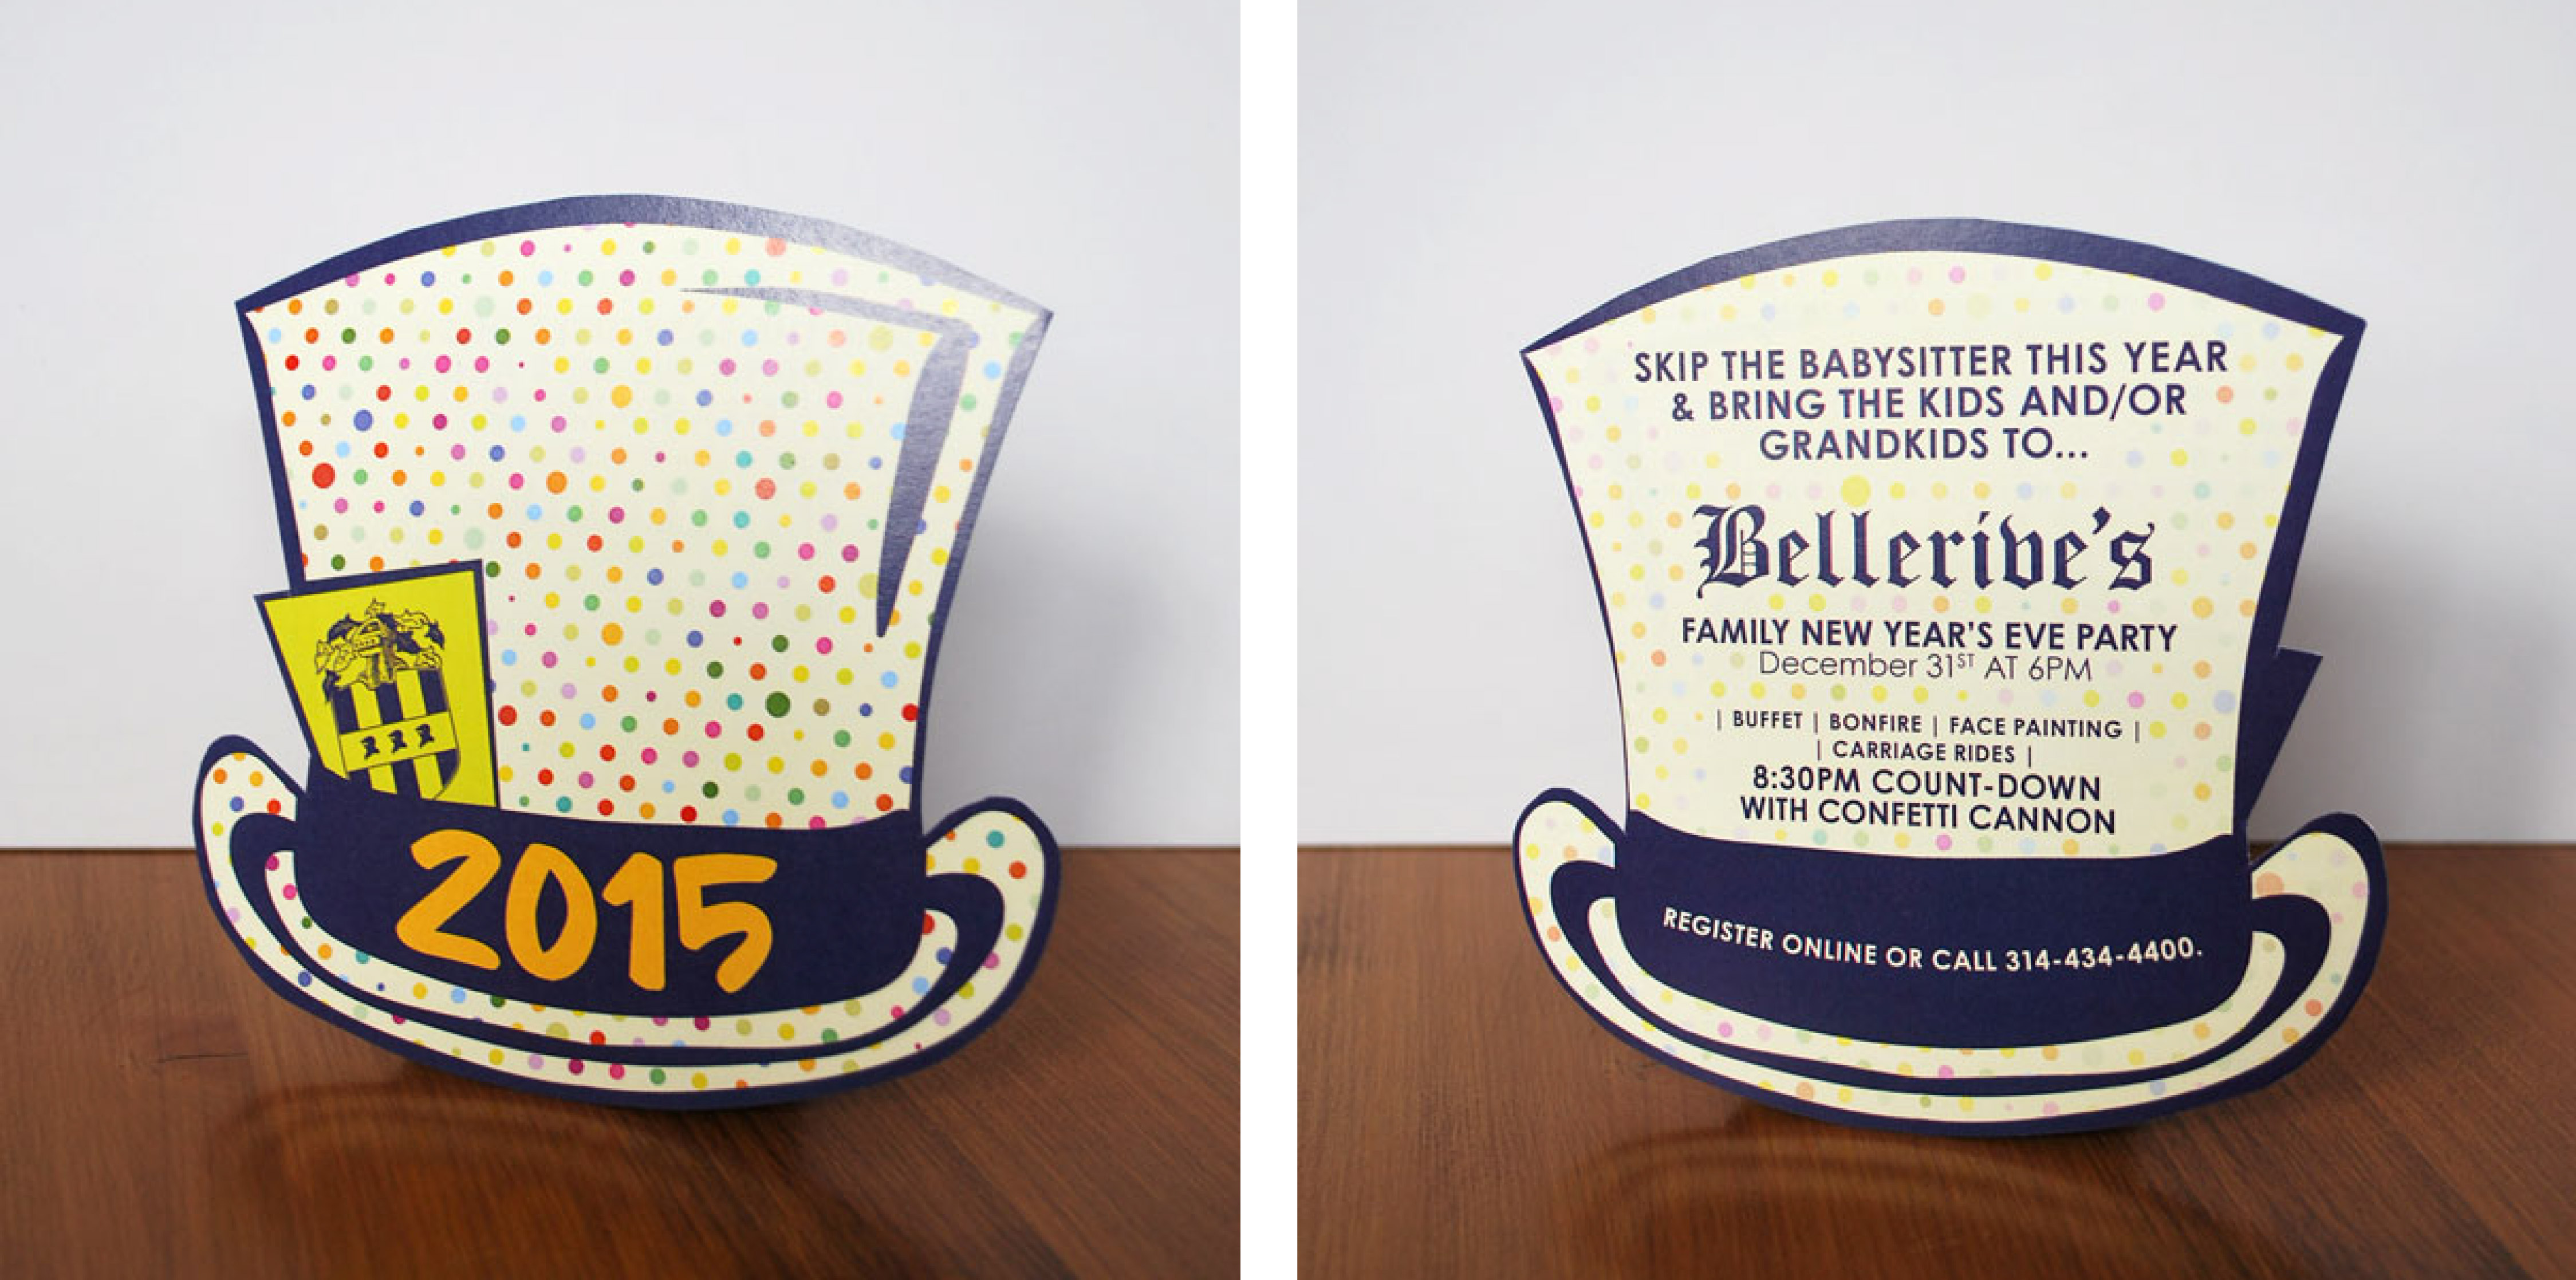 2015
SKIP THE BABYSITTER THIS YEAR
& BRING THE KIDS AND/OR
GRANDKIDS TO...
Bellerive's
FAMILY NEW YEAR'S EVE PARTY
December 31ST AT 6PM
| BUFFET | BONFIRE | FACE PAINTING |
| CARRIAGE RIDES |
8:30PM COUNT-DOWN
WITH CONFETTI CANNON
REGISTER ONLINE OR CALL 314-434-4400.